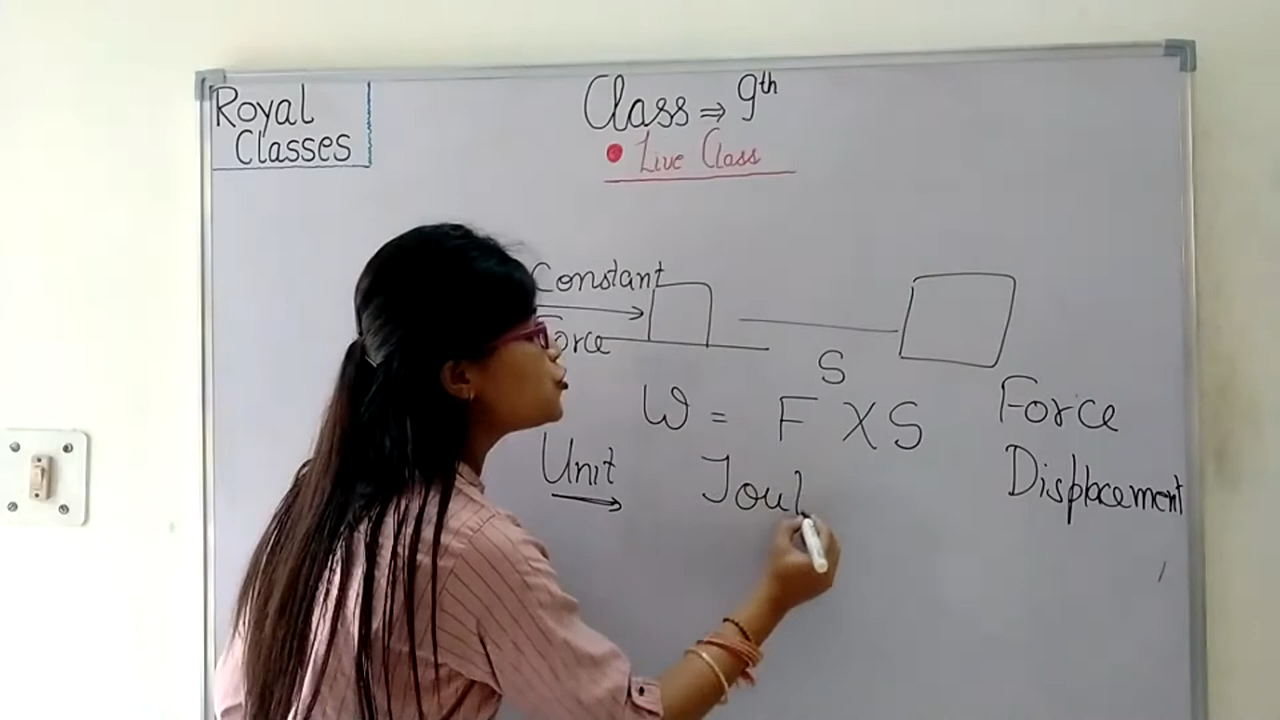 Royal
Classes
Class ⇒ 9th
Live Class
Constant
Force
S
W = F X S
Force
Unit
Joul
Displacement